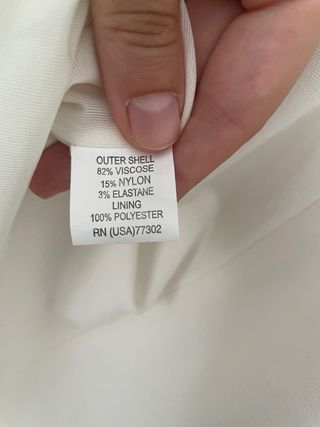 OUTER SHELL
82% VISCOSE
15% NYLON
3% ELASTANE
LINING
100% POLYESTER
RN (USA)77302